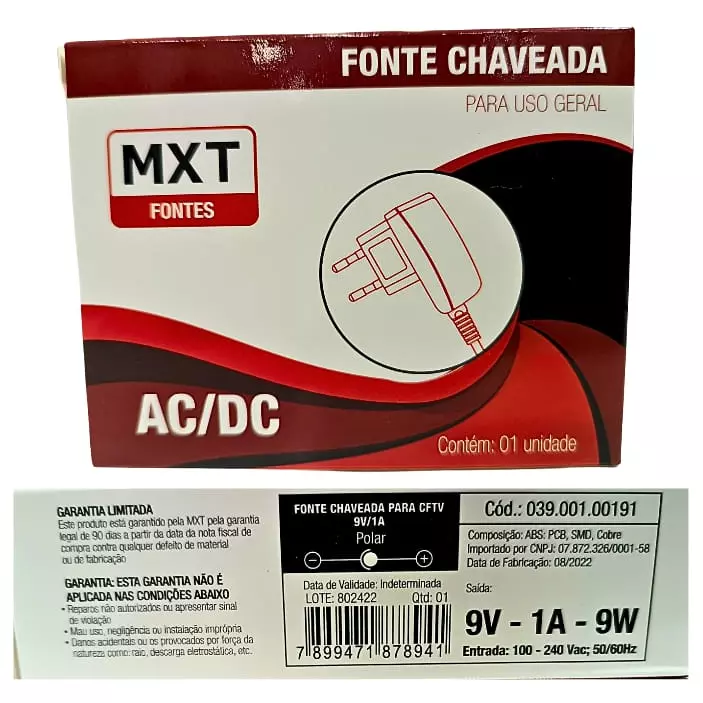 FONTE CHAVEADA
PARA USO GERAL
MXT
FONTES
AC/DC
Contém: 01 unidade
GARANTIA LIMITADA
Este produto está garantido pela MXT pela garantia
legal de 90 dias a partir da data da nota fiscal de
compra contra qualquer defeito de material
ou de fabricação.
GARANTIA: ESTA GARANTIA NÃO É
APLICADA NAS CONDIÇÕES ABAIXO
• Reparos não autorizados ou apresentar sinal
de violação
• Mau uso, negligência ou instalação imprópria
• Danos acidentais ou os provocados por força da
natureza como: raio, descarga eletrostática, etc.
FONTE CHAVEADA PARA CFTV
9V/1A
Polar
− +
Data de Validade: Indeterminada
LOTE: 802422 Qtd: 01
7 899471 878941
Cód.: 039.001.00191
Composição: ABS: PCB, SMD, Cobre
Importado por CNPJ: 07.872.326/0001-58
Data de Fabricação: 08/2022
Saída:
9V - 1A - 9W
Entrada: 100 - 240 Vac; 50/60Hz